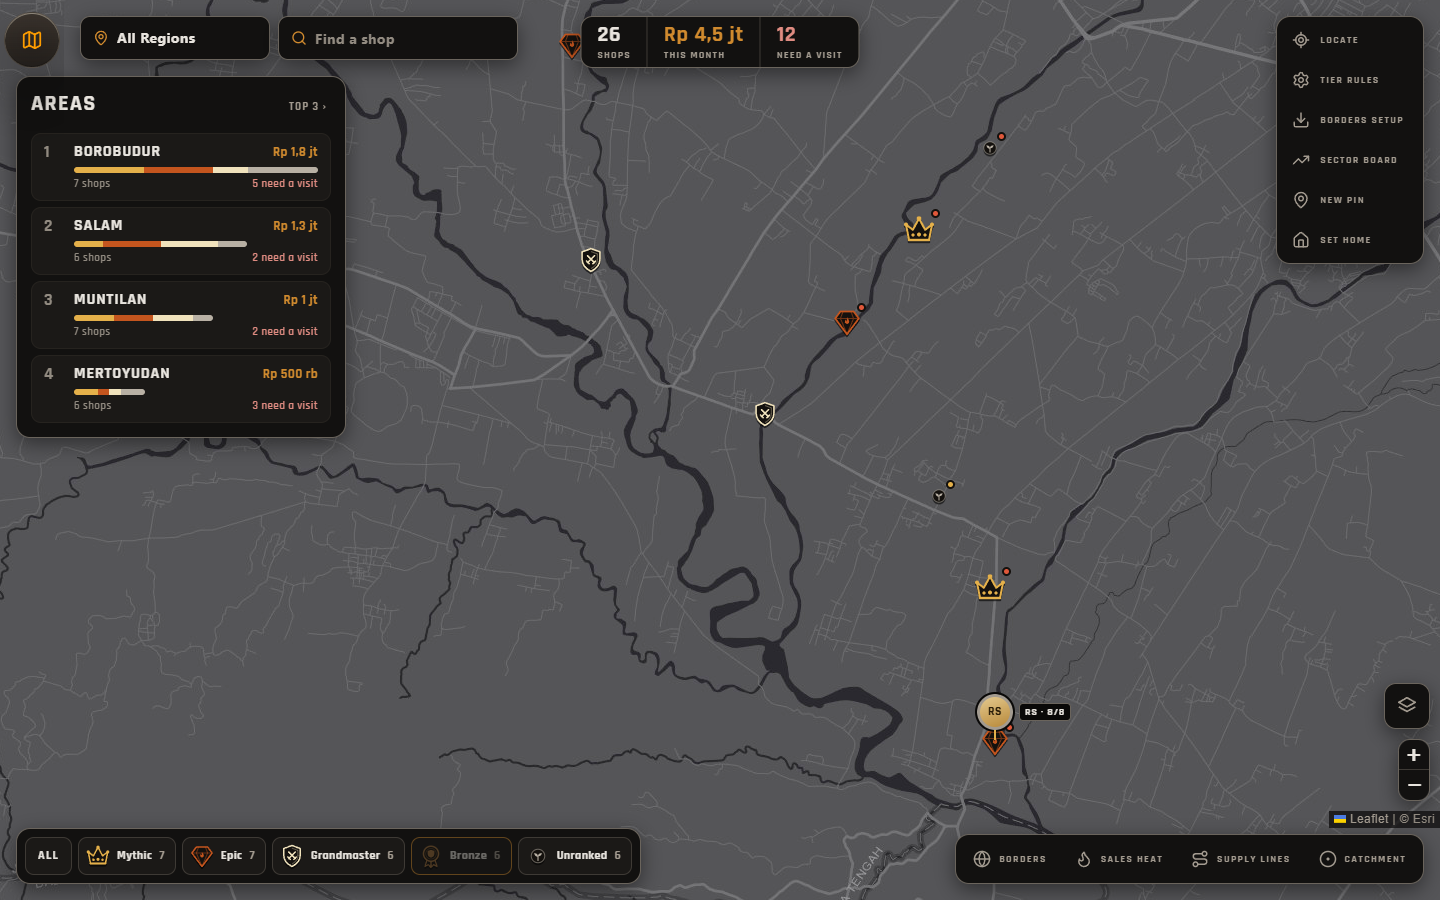 All Regions
Find a shop
26
SHOPS
Rp 4,5 jt
THIS MONTH
12
NEED A VISIT
LOCATE
TIER RULES
BORDERS SETUP
SECTOR BOARD
NEW PIN
SET HOME
AREAS
TOP 3 ›
1 BOROBUDUR Rp 1,8 jt
7 shops 5 need a visit
2 SALAM Rp 1,3 jt
6 shops 2 need a visit
3 MUNTILAN Rp 1 jt
7 shops 2 need a visit
4 MERTOYUDAN Rp 500 rb
6 shops 3 need a visit
RS
RS · 8/8
+
−
Leaflet | © Esri
ALL
Mythic 7
Epic 7
Grandmaster 6
Bronze 6
Unranked 6
TENGAH
BORDERS
SALES HEAT
SUPPLY LINES
CATCHMENT